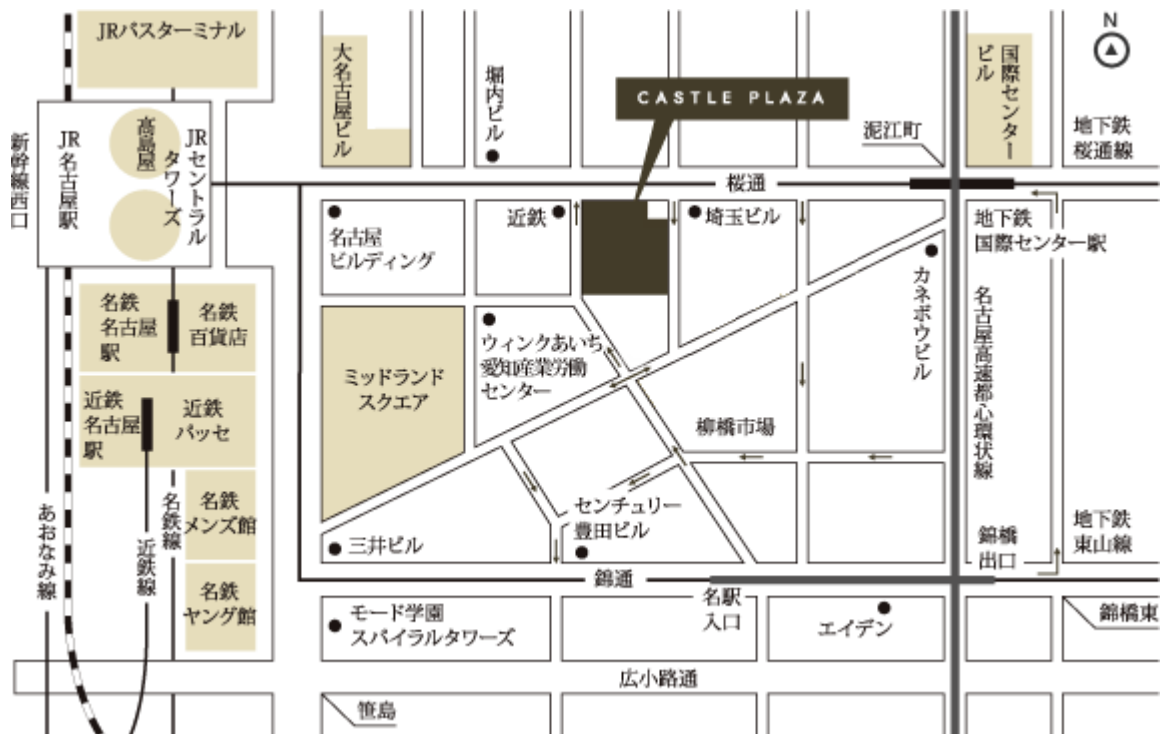 JRバスターミナル
大名古屋ビル
堀内ビル
CASTLE PLAZA
泥江町
国際センター
ビル
N
地下鉄
桜通線
新幹線西口
JR名古屋駅
高島屋
JRセントラル
タワーズ
桜通
名古屋
ビルディング
近鉄
埼玉ビル
地下鉄
国際センター駅
カネボウビル
名古屋高速都心環状線
名鉄
名古屋
駅
名鉄
百貨店
ミッドランド
スクエア
ウィンクあいち
愛知産業労働
センター
近鉄
名古屋
駅
近鉄
パッセ
柳橋市場
あおなみ線
近鉄線
名鉄線
名鉄
メンズ館
三井ビル
センチュリー
豊田ビル
錦橋
出口
地下鉄
東山線
名鉄
ヤング館
錦通
名駅
入口
モード学園
スパイラルタワーズ
エイデン
錦橋東
広小路通
笹島